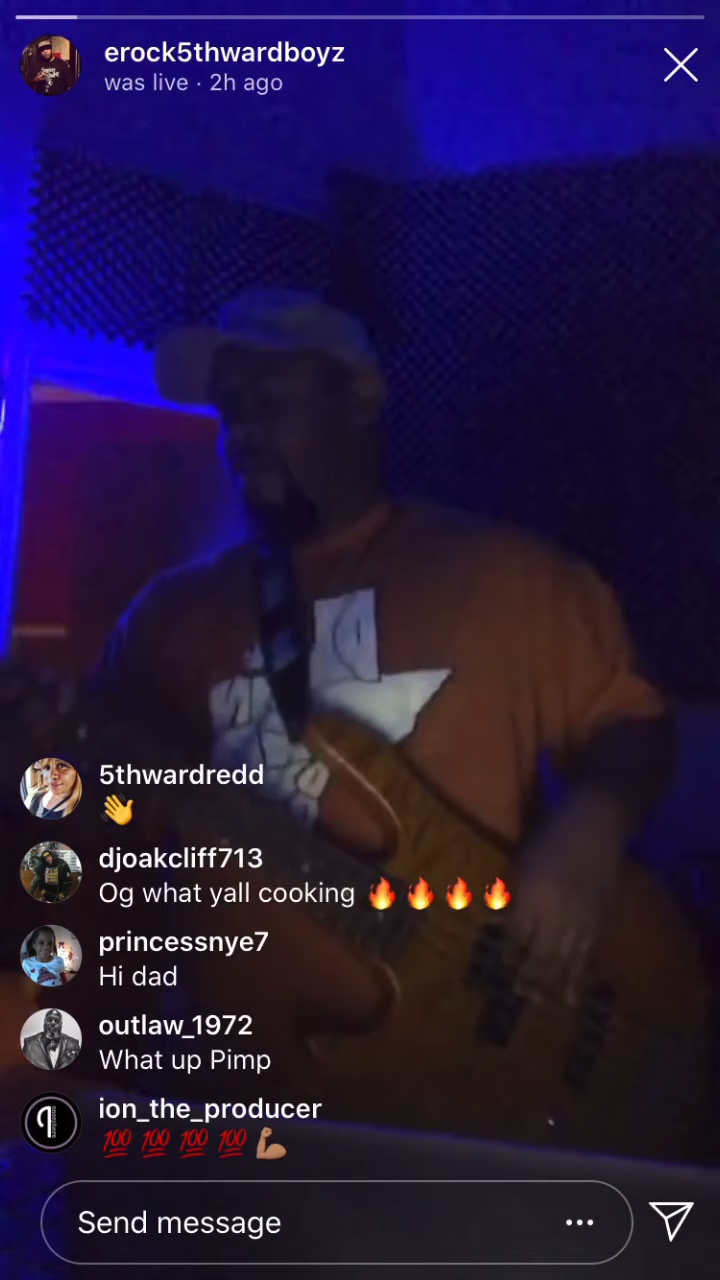 erock5thwardboyz
was live · 2h ago
5thwardredd
👋
djoakcliff713
Og what yall cooking 🔥 🔥 🔥 🔥
princessnye7
Hi dad
outlaw_1972
What up Pimp
ion_the_producer
💯 💯 💯 💯 💪🏽
Send message